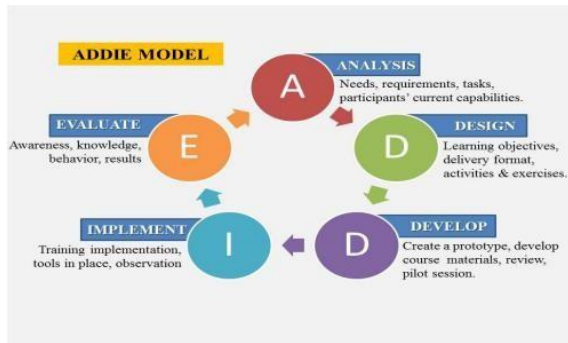 ADDIE MODEL
A
ANALYSIS
Needs, requirements, tasks,
participants' current capabilities.
D
DESIGN
Learning objectives,
delivery format,
activities & exercises.
D
DEVELOP
Create a prototype, develop
course materials, review,
pilot session.
I
IMPLEMENT
Training implementation,
tools in place, observation
E
EVALUATE
Awareness, knowledge,
behavior, results